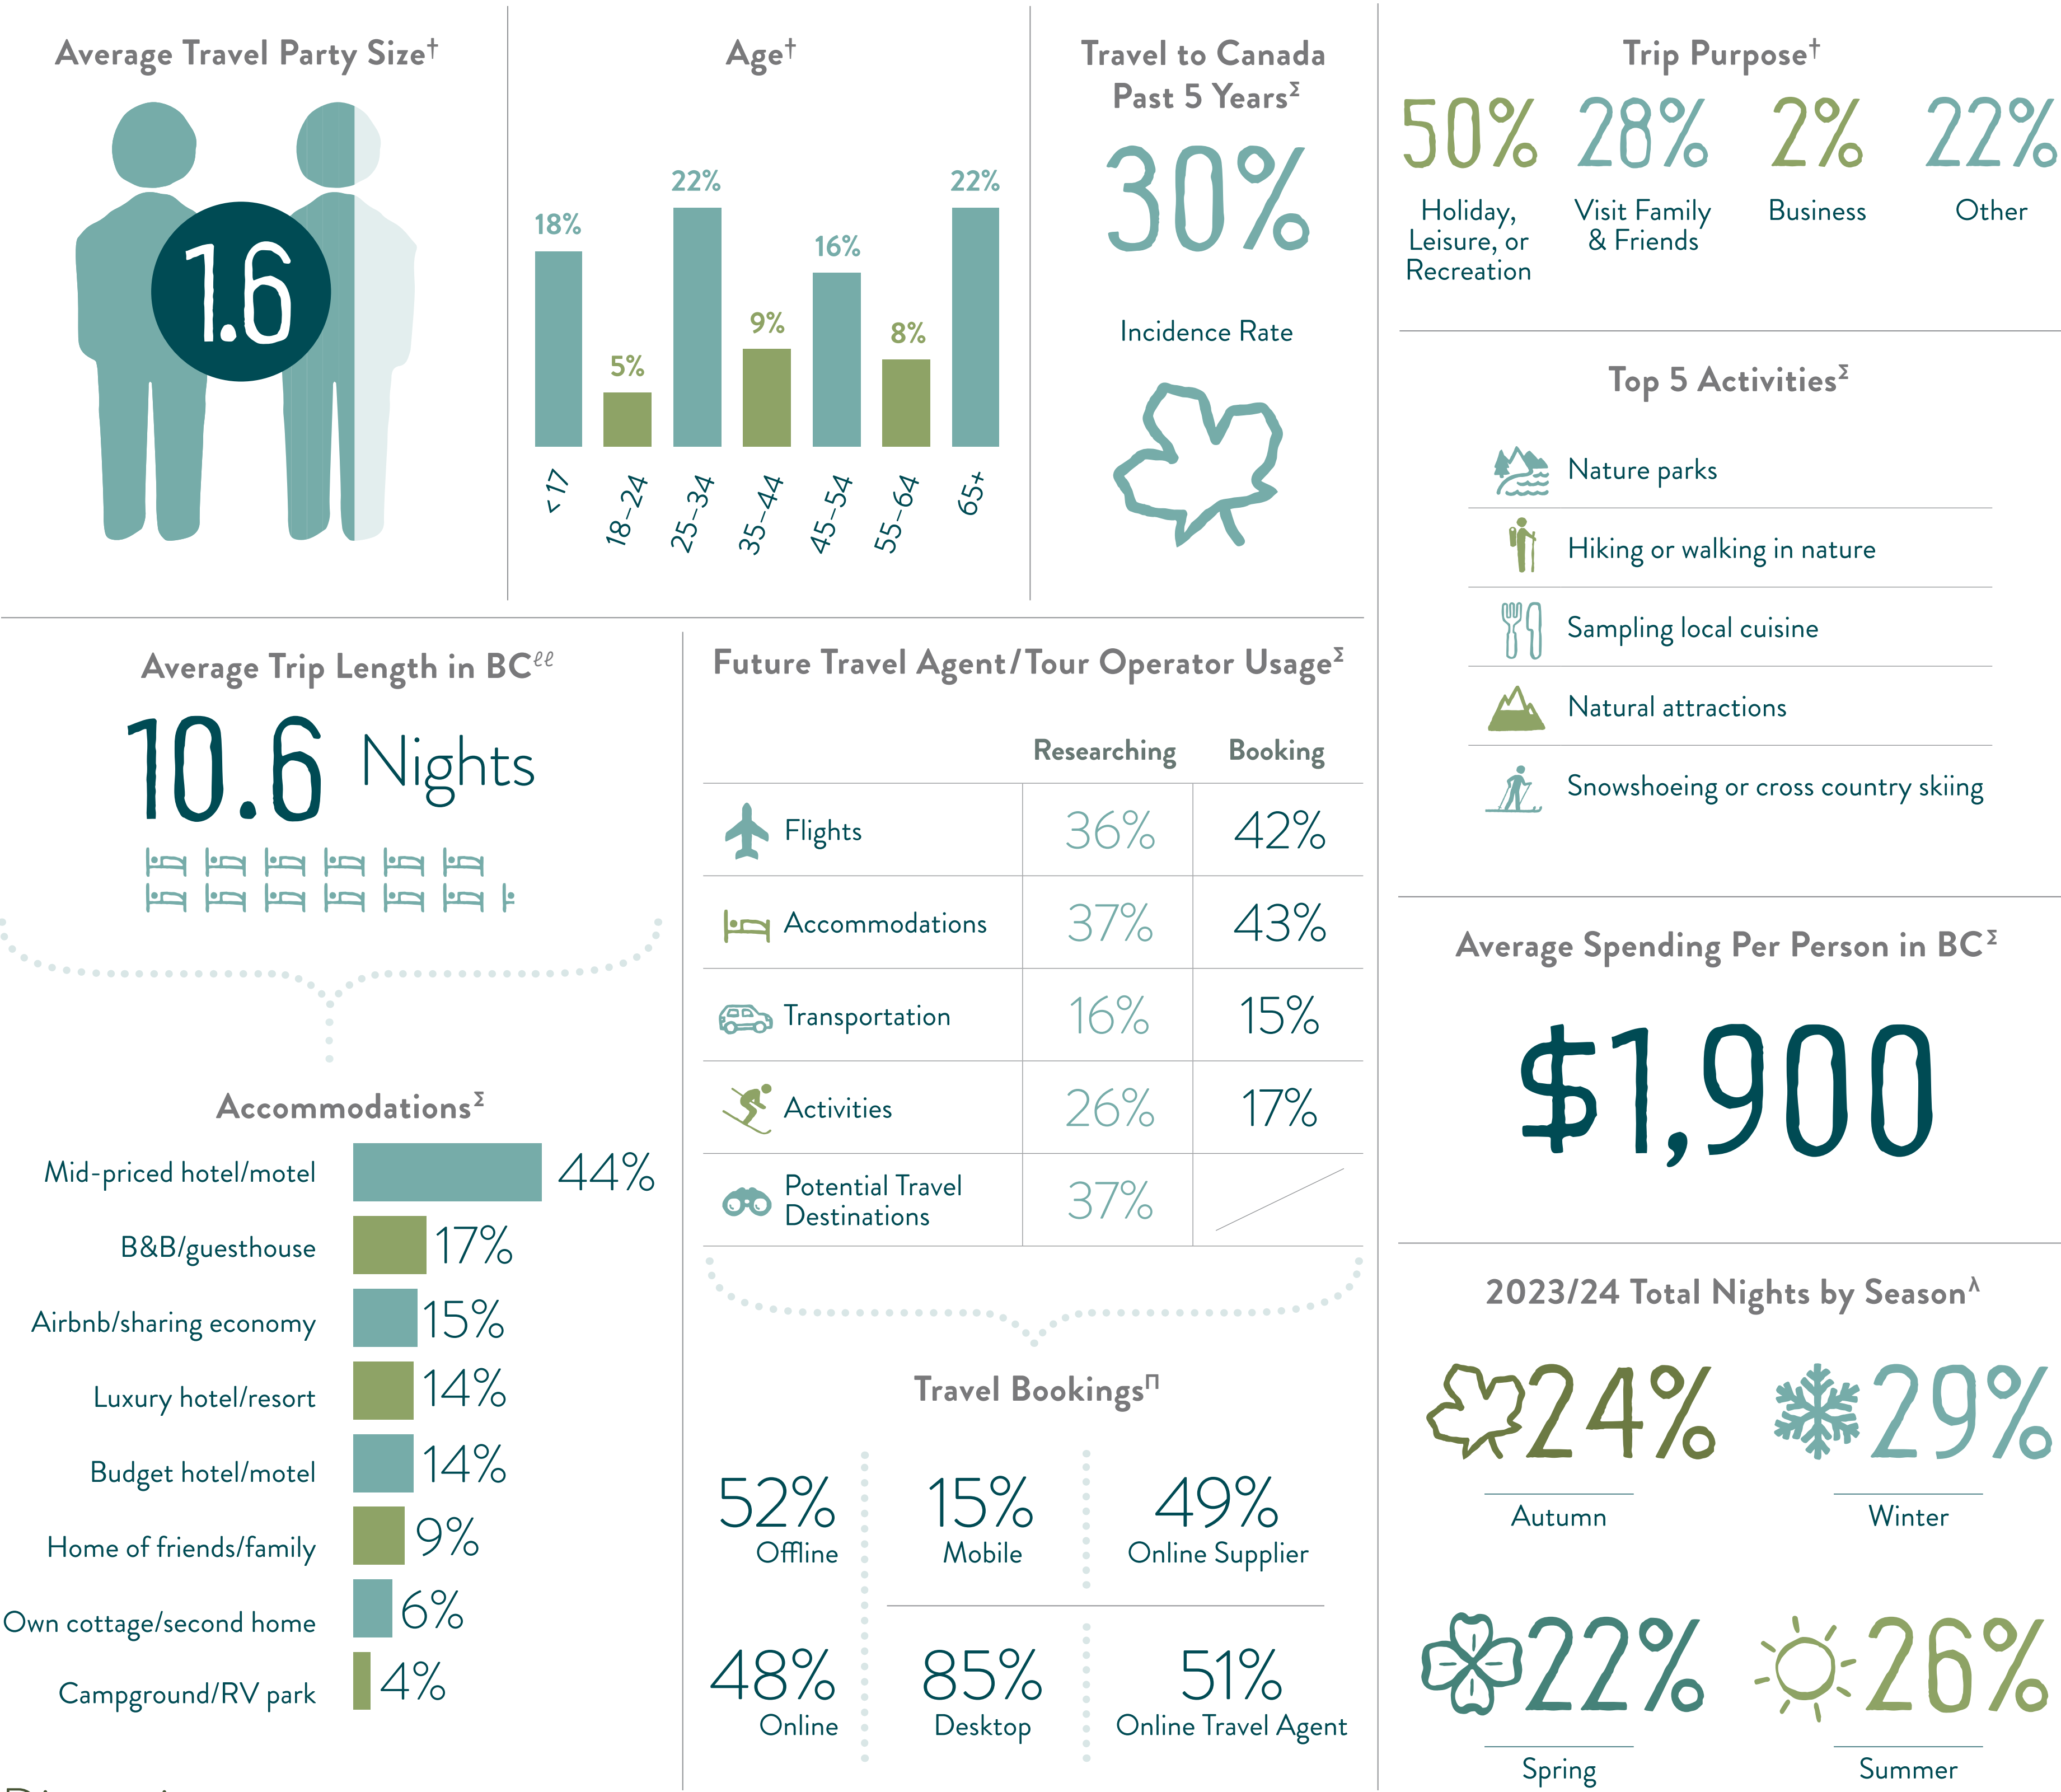 Average Travel Party Size†
1.6
Age†
18%
5%
22%
9%
16%
8%
22%
<17
18–24
25–34
35–44
45–54
55–64
65+
Travel to Canada
Past 5 Years Σ
30%
Incidence Rate
Trip Purpose†
50%
Holiday,
Leisure, or
Recreation
28%
Visit Family
& Friends
2%
Business
22%
Other
Top 5 Activities Σ
Nature parks
Hiking or walking in nature
Sampling local cuisine
Natural attractions
Snowshoeing or cross country skiing
Average Trip Length in BC ℓℓ
10.6 Nights
Accommodations Σ
Mid-priced hotel/motel 44%
B&B/guesthouse 17%
Airbnb/sharing economy 15%
Luxury hotel/resort 14%
Budget hotel/motel 14%
Home of friends/family 9%
Own cottage/second home 6%
Campground/RV park 4%
Future Travel Agent/Tour Operator Usage Σ
Researching Booking
Flights 36% 42%
Accommodations 37% 43%
Transportation 16% 15%
Activities 26% 17%
Potential Travel
Destinations 37%
Travel Bookings Π
52%
Offline
15%
Mobile
49%
Online Supplier
48%
Online
85%
Desktop
51%
Online Travel Agent
Average Spending Per Person in BC Σ
$1,900
2023/24 Total Nights by Season λ
24%
Autumn
29%
Winter
22%
Spring
26%
Summer